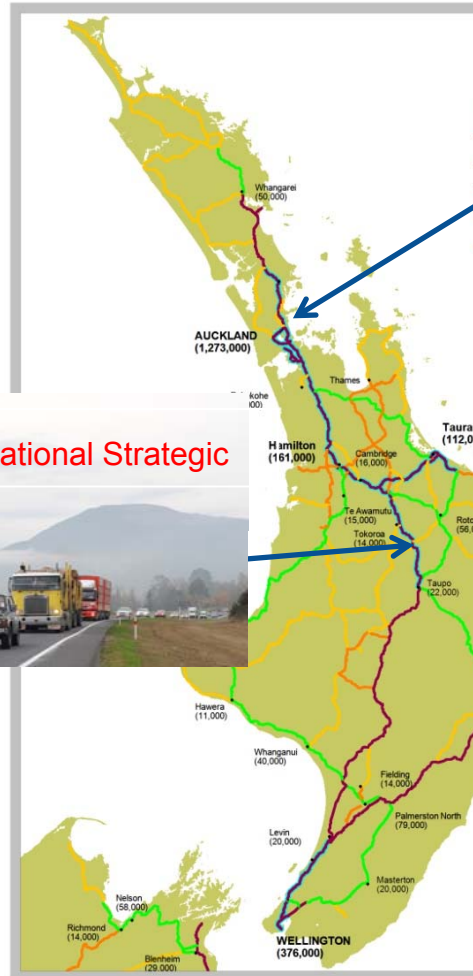 Whangarei
(50,000)
AUCKLAND
(1,273,000)
Thames
Hamilton
(161,000)
Cambridge
(16,000)
Te Awamutu
(15,000)
Tokoroa
(14,000)
Taupo
(22,000)
ational Strategic
Hawera
(11,000)
Whanganui
(40,000)
Fielding
(14,000)
Palmerston North
(79,000)
Levin
(20,000)
Masterton
(20,000)
Nelson
(58,000)
Richmond
(14,000)
Blenheim
(29,000)
WELLINGTON
(376,000)